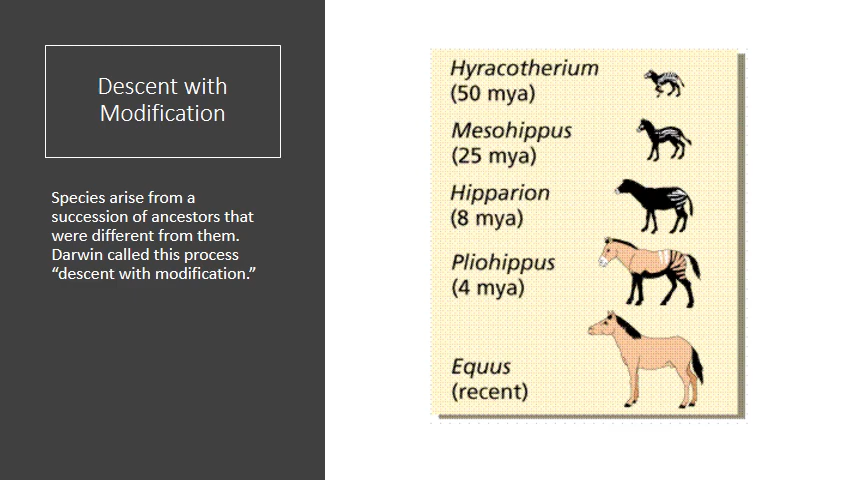 Descent with
Modification
Species arise from a
succession of ancestors that
were different from them.
Darwin called this process
“descent with modification.”
Hyracotherium
(50 mya)
Mesohippus
(25 mya)
Hipparion
(8 mya)
Pliohippus
(4 mya)
Equus
(recent)